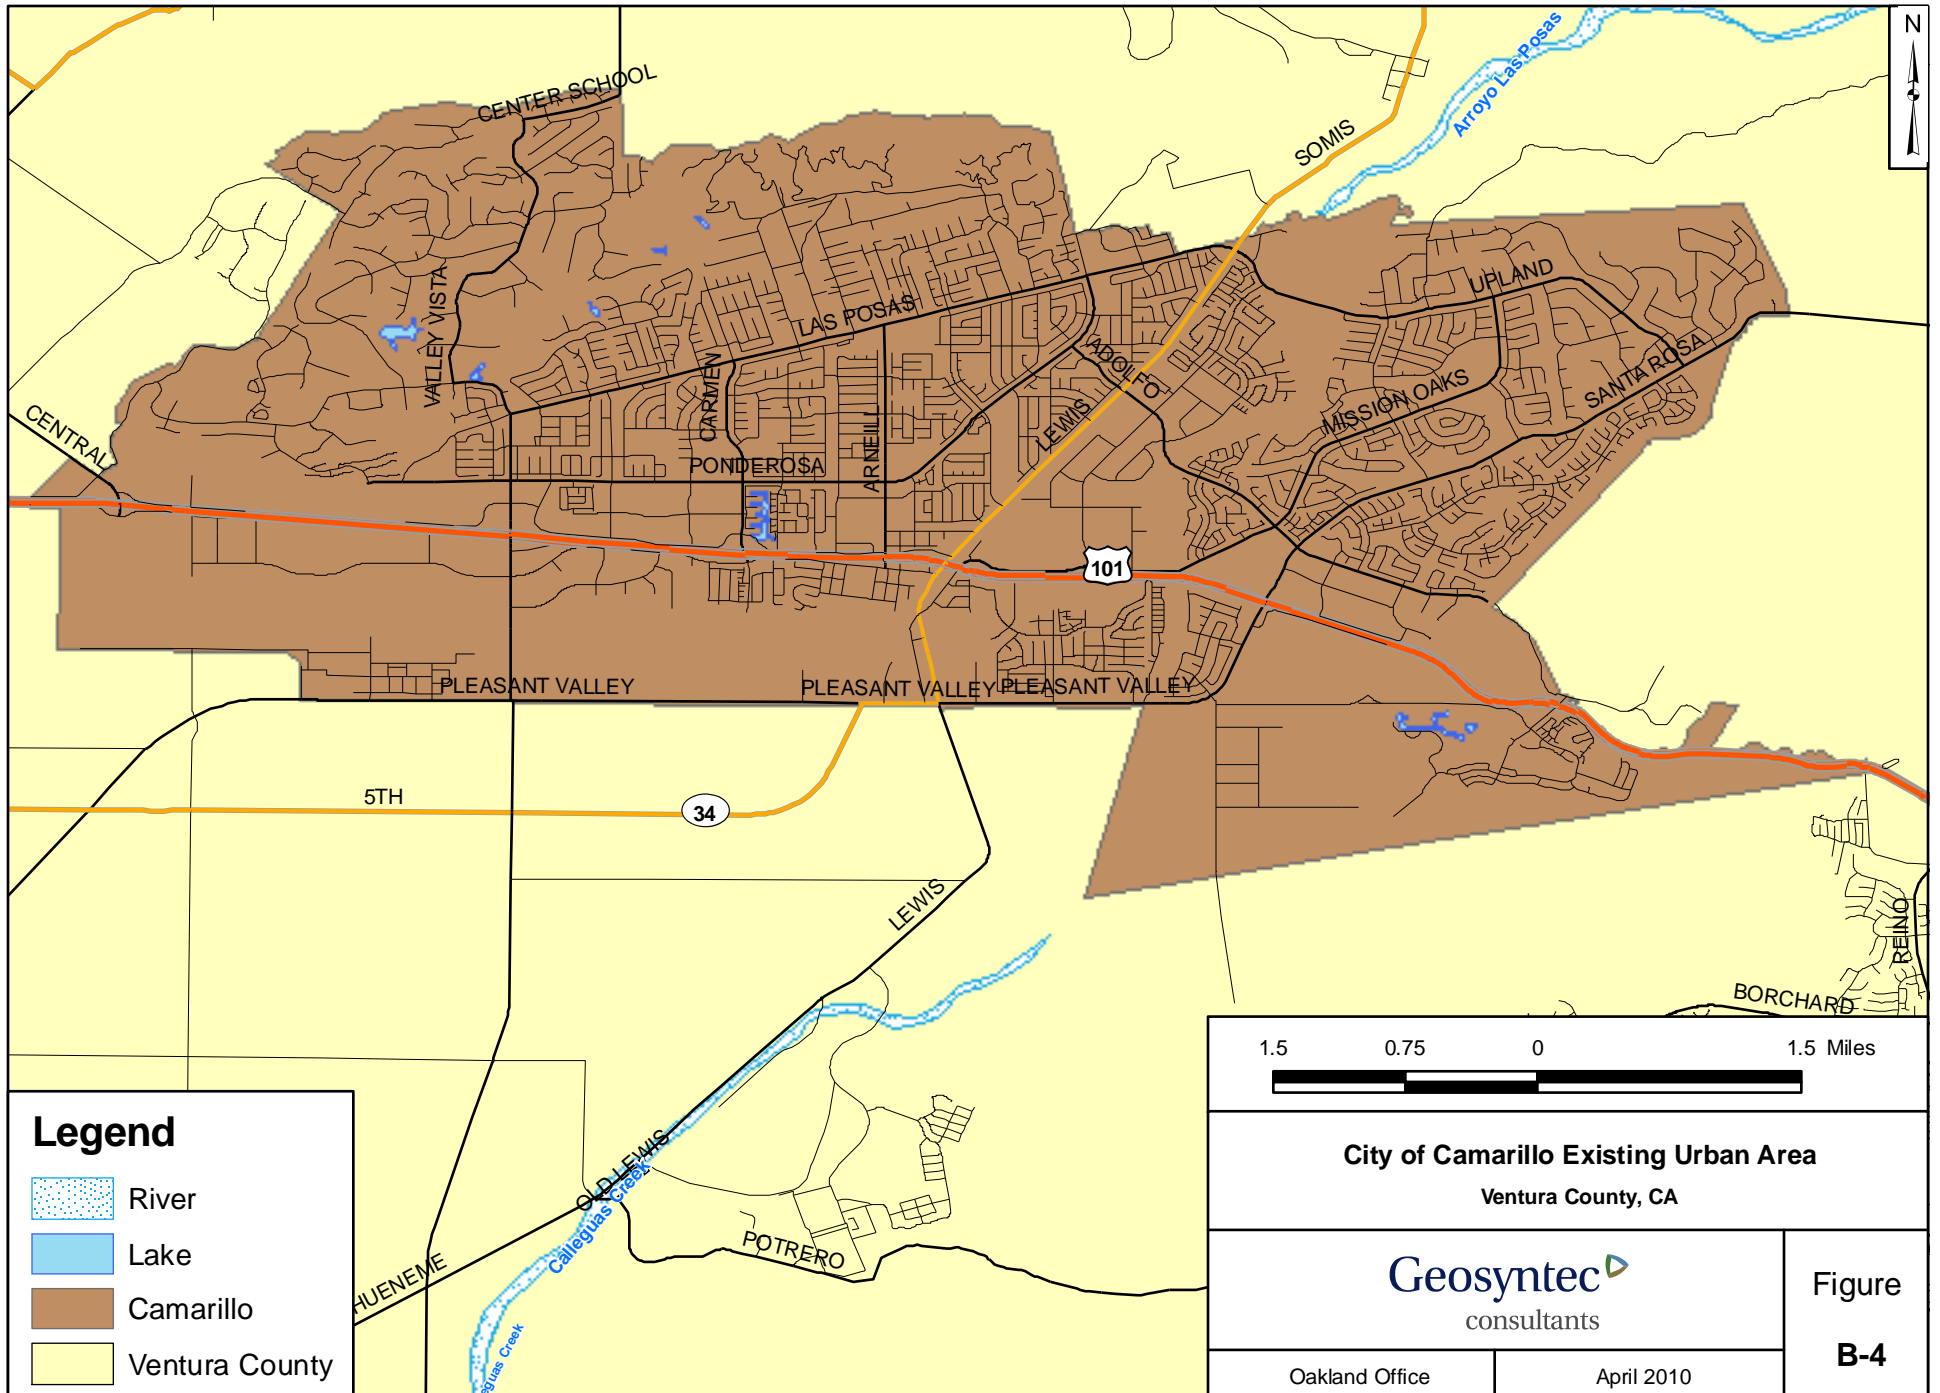 N
CENTER SCHOOL
Arroyo Las Posas
SOMIS
VALLEY VISTA
LAS POSAS
UPLAND
CARMEN
ADOLFO
SANTA ROSA
MISSION OAKS
CENTRAL
ARNEILL
LEWIS
PONDEROSA
101
PLEASANT VALLEY
PLEASANT VALLEY
PLEASANT VALLEY
5TH
34
LEWIS
REINO
BORCHARD
OLD LEWIS
Calleguas Creek
POTRERO
HUENEME
eguas Creek
1.5 0.75 0 1.5 Miles
City of Camarillo Existing Urban Area
Ventura County, CA
Geosyntec
consultants
Figure
B-4
Oakland Office
April 2010
Legend
River
Lake
Camarillo
Ventura County